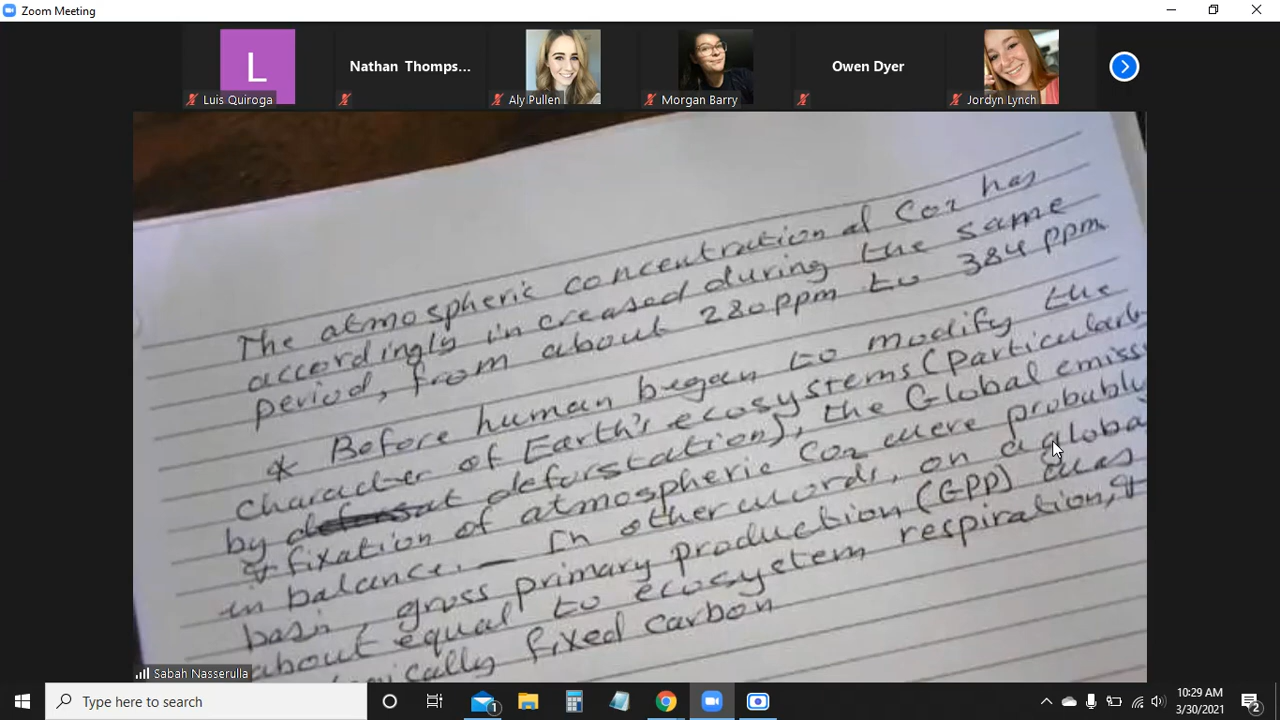 Zoom Meeting
L
Luis Quiroga
Nathan Thomps...
Aly Pullen
Morgan Barry
Owen Dyer
Jordyn Lynch
The atmospheric concentration of Co2 has
accordingly increased during the same
period, from about 280ppm to 384 ppm
* Before human began to modify the
character of Earth's ecosystems (particularly
by deforstation), the Global emiss
& fixation of atmospheric Co2 were probably
in balance. — In other words, on a globa
basis, gross primary production (GPP) was
about equal to ecosystem respiration, &
ically fixed carbon
Sabah Nasserulla
Type here to search
1
10:29 AM
3/30/2021
2